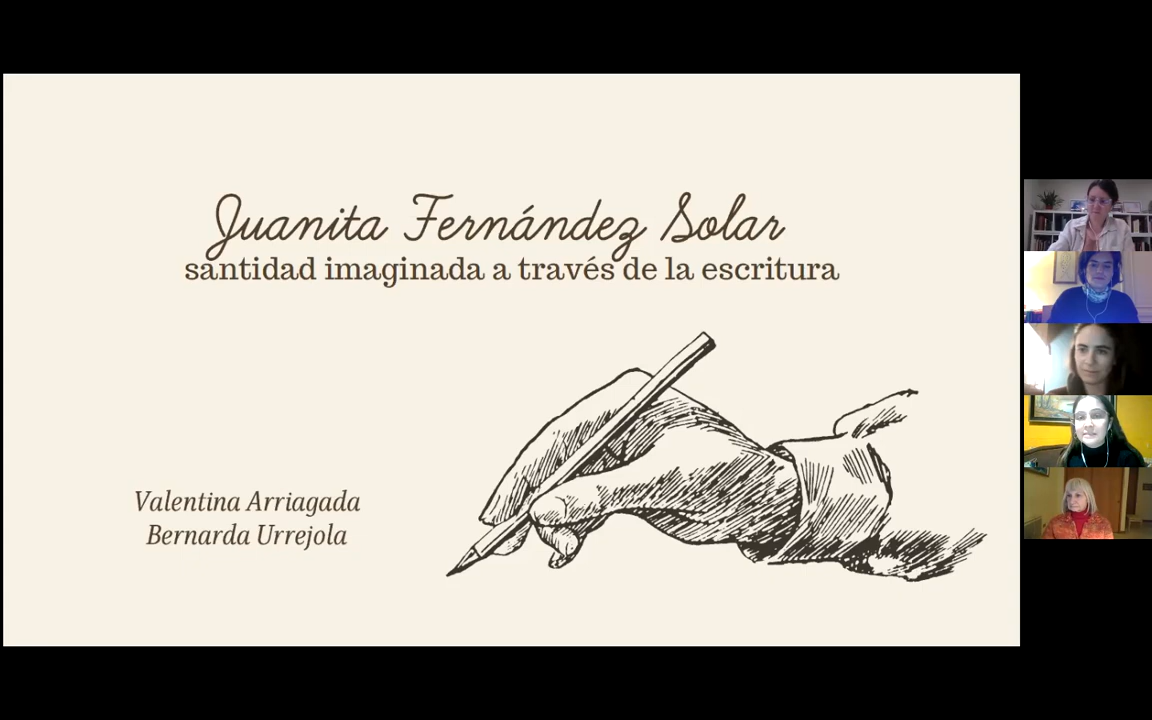 Juanita Fernández Solar
santidad imaginada a través de la escritura
Valentina Arriagada
Bernarda Urrejola